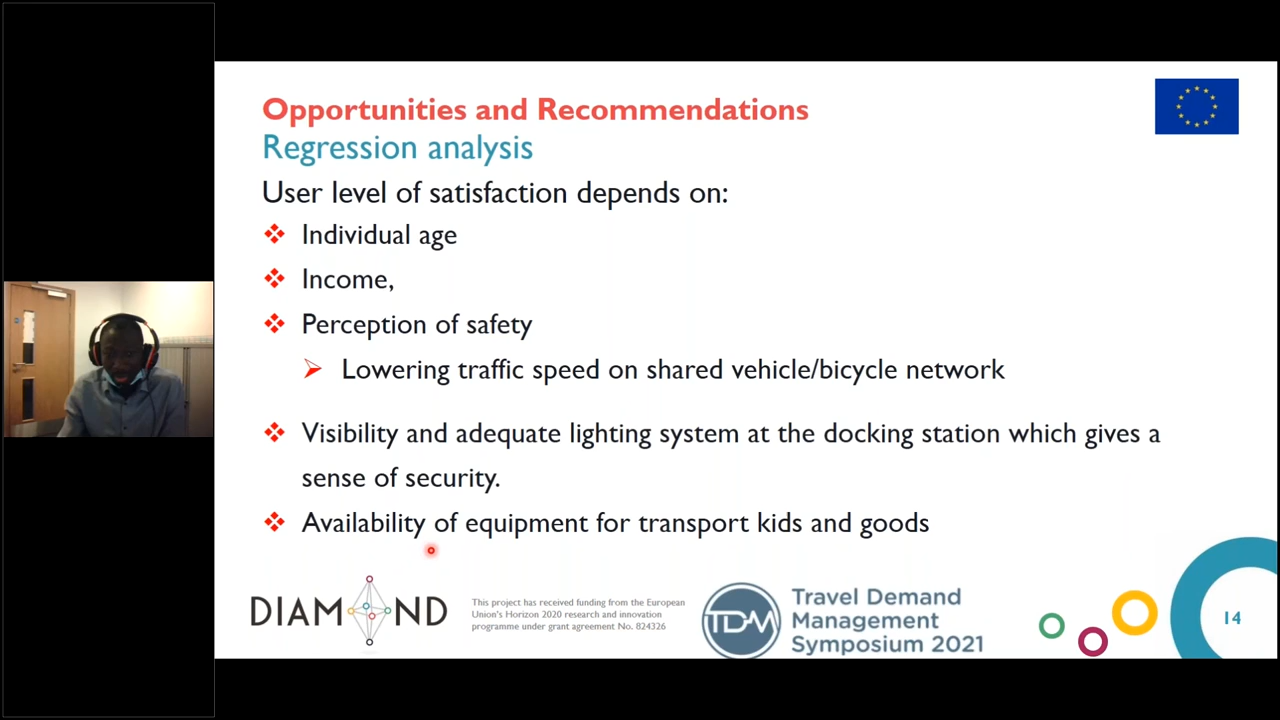 Opportunities and Recommendations
Regression analysis
User level of satisfaction depends on:
Individual age
Income,
Perception of safety
Lowering traffic speed on shared vehicle/bicycle network
Visibility and adequate lighting system at the docking station which gives a
sense of security.
Availability of equipment for transport kids and goods
DIAMOND
This project has received funding from the European
Union's Horizon 2020 research and innovation
programme under grant agreement No. 824326
TDM
Travel Demand
Management
Symposium 2021
14